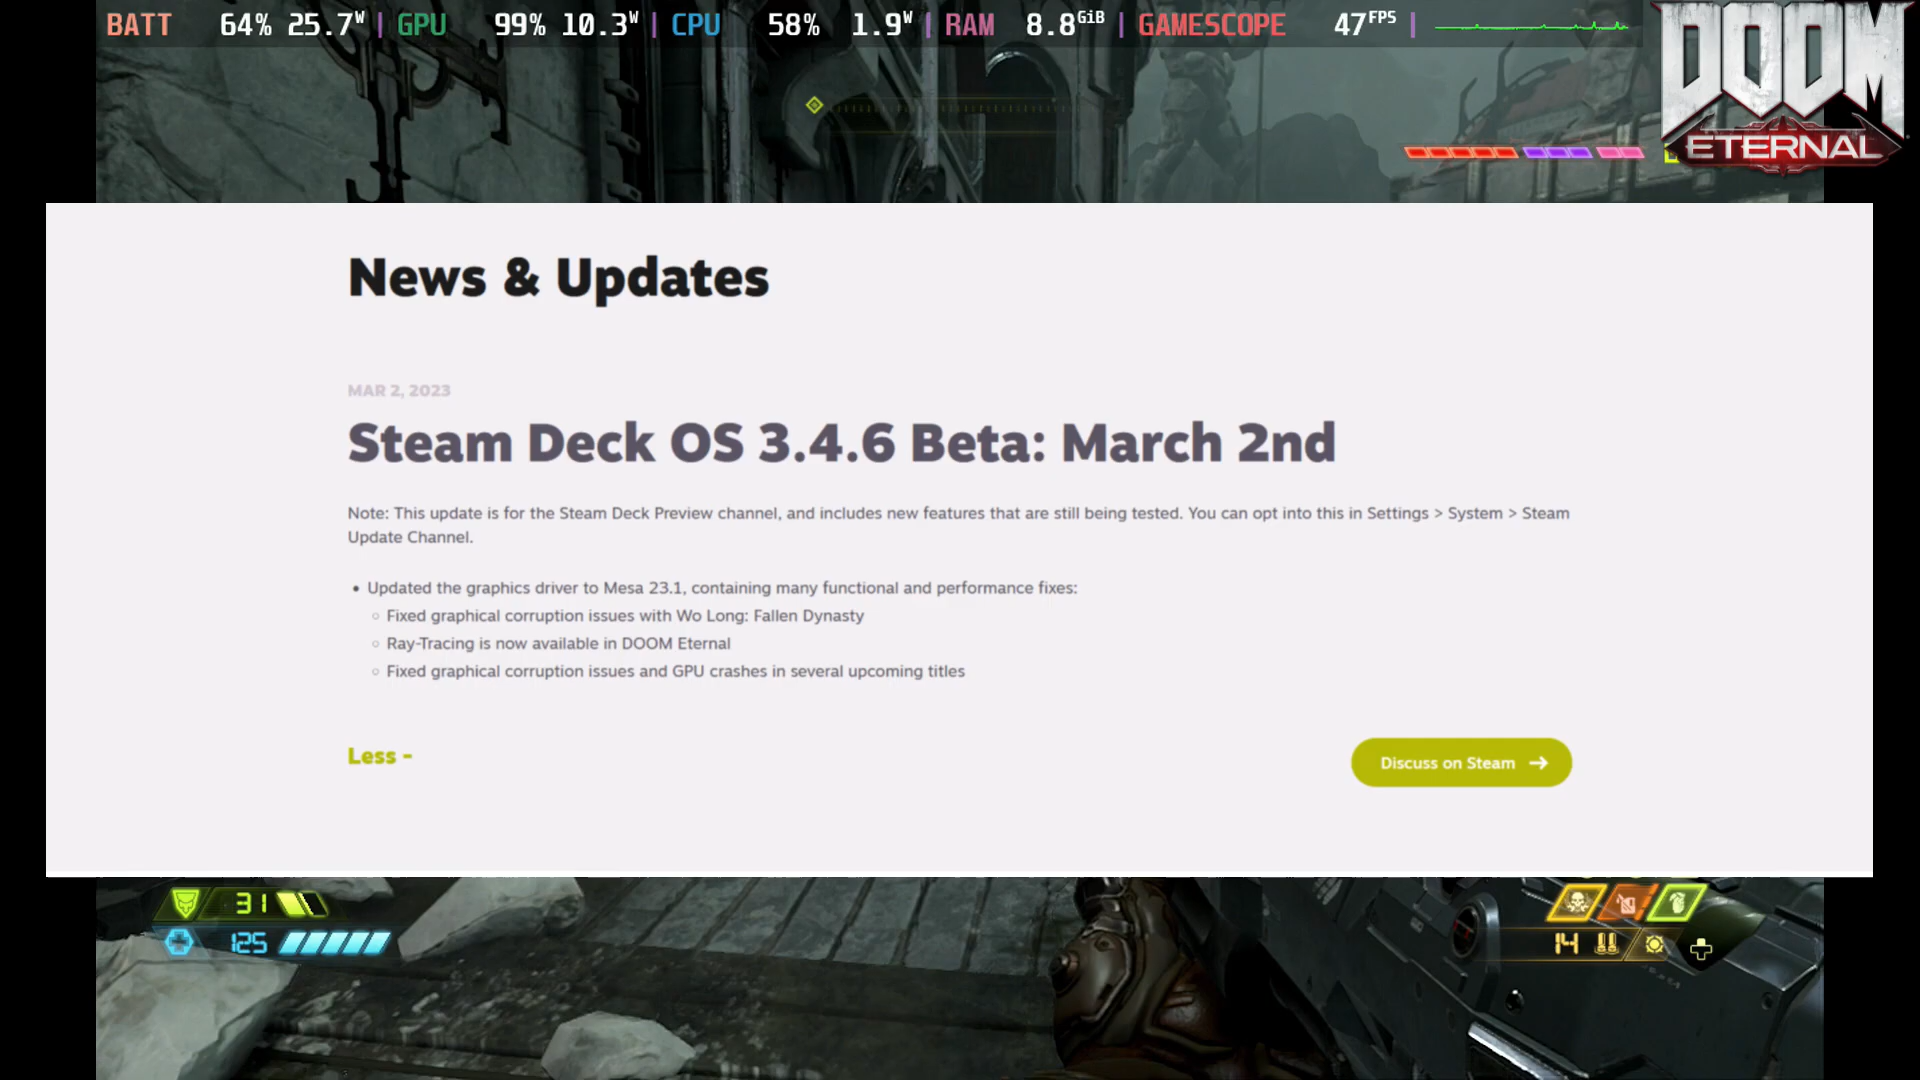 BATT 64% 25.7W | GPU 99% 10.3W | CPU 58% 1.9W | RAM 8.8GiB | GAMESCOPE 47FPS |
DOOM
ETERNAL
News & Updates
MAR 2, 2023
Steam Deck OS 3.4.6 Beta: March 2nd
Note: This update is for the Steam Deck Preview channel, and includes new features that are still being tested. You can opt into this in Settings > System > Steam
Update Channel.
• Updated the graphics driver to Mesa 23.1, containing many functional and performance fixes:
◦ Fixed graphical corruption issues with Wo Long: Fallen Dynasty
◦ Ray-Tracing is now available in DOOM Eternal
◦ Fixed graphical corruption issues and GPU crashes in several upcoming titles
Less -
Discuss on Steam →
31
125
14